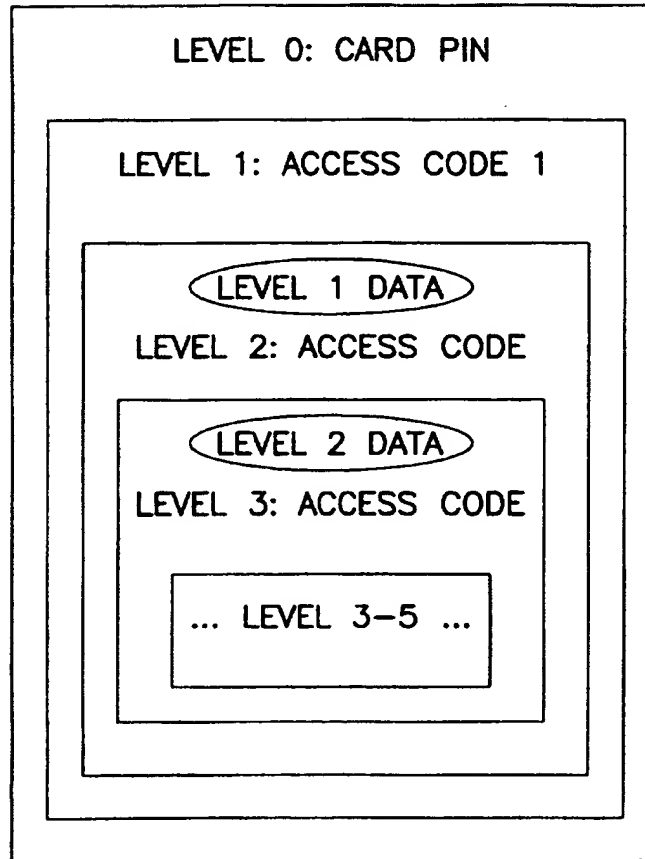 LEVEL 0: CARD PIN
LEVEL 1: ACCESS CODE 1
LEVEL 1 DATA
LEVEL 2: ACCESS CODE
LEVEL 2 DATA
LEVEL 3: ACCESS CODE
... LEVEL 3–5 ...